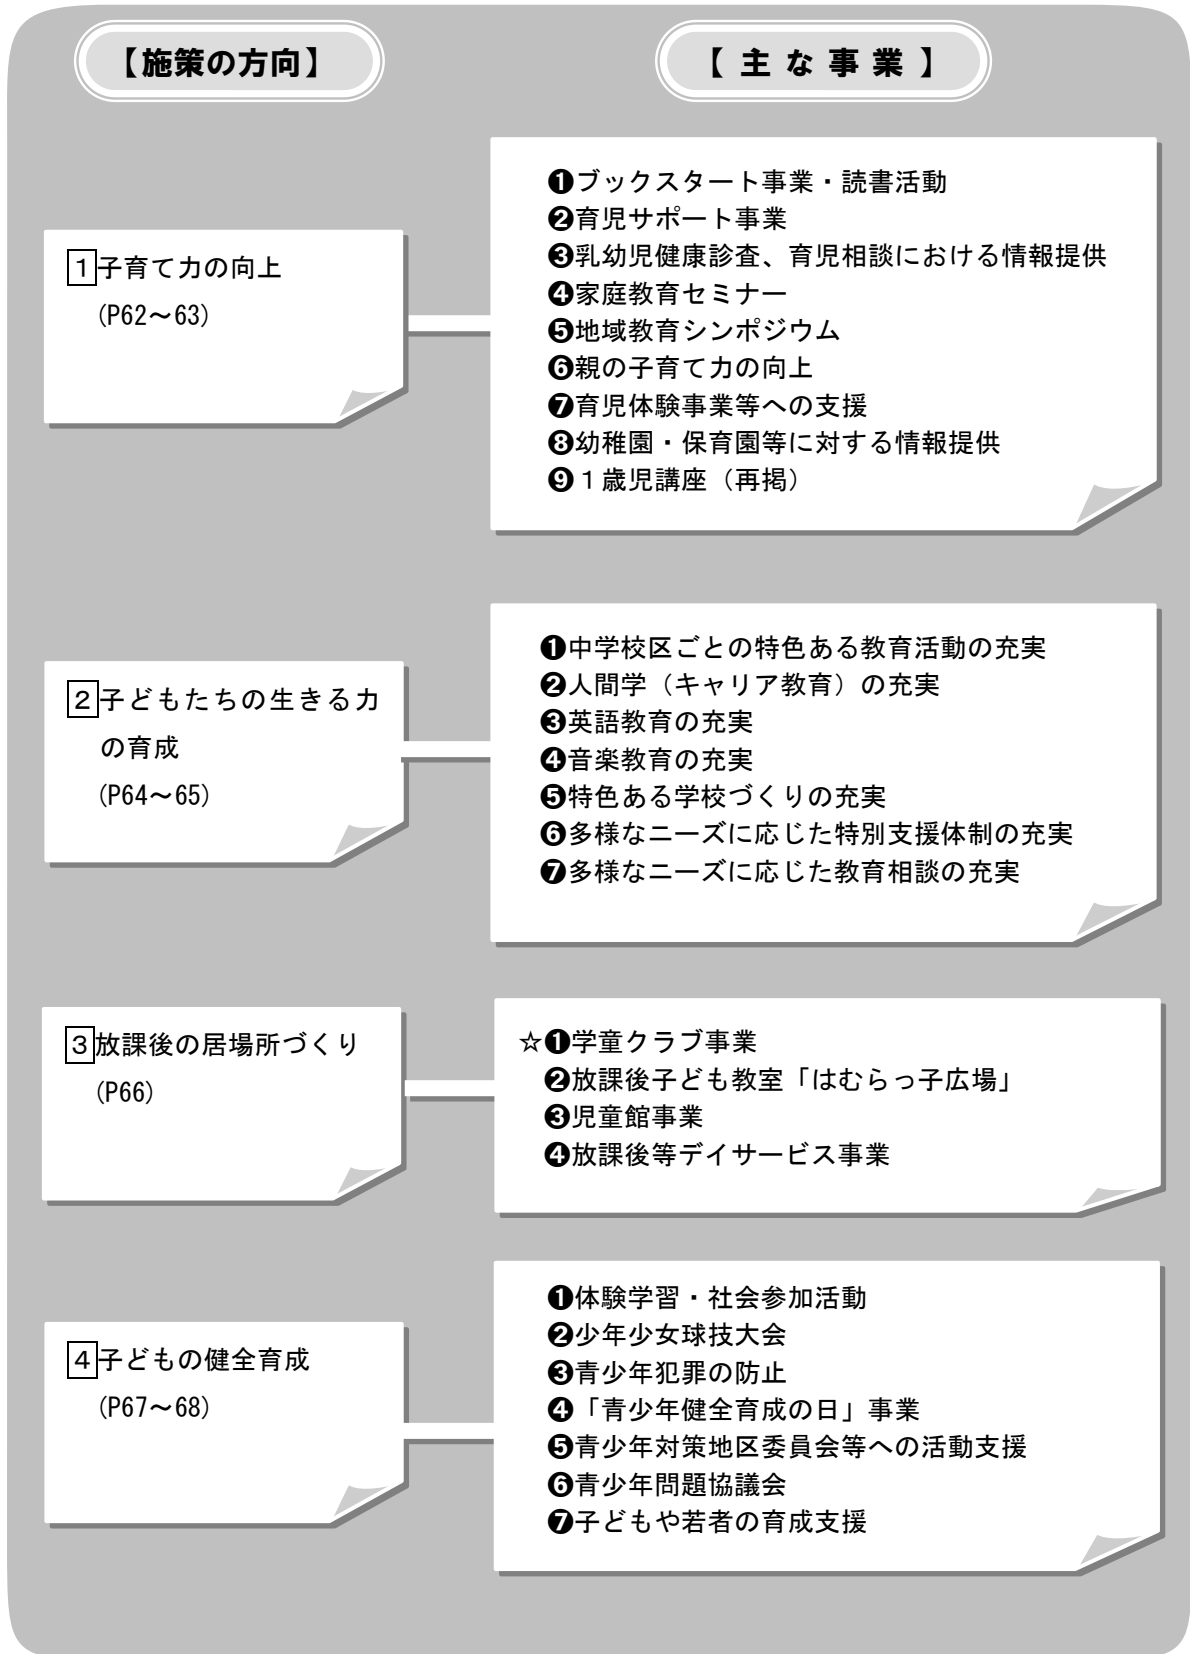 【施策の方向】
【 主 な 事 業 】
1 子育て力の向上
(P62～63)
❶ブックスタート事業・読書活動
❷育児サポート事業
❸乳幼児健康診査、育児相談における情報提供
❹家庭教育セミナー
❺地域教育シンポジウム
❻親の子育て力の向上
❼育児体験事業等への支援
❽幼稚園・保育園等に対する情報提供
❾１歳児講座（再掲）
2 子どもたちの生きる力
の育成
(P64～65)
❶中学校区ごとの特色ある教育活動の充実
❷人間学（キャリア教育）の充実
❸英語教育の充実
❹音楽教育の充実
❺特色ある学校づくりの充実
❻多様なニーズに応じた特別支援体制の充実
❼多様なニーズに応じた教育相談の充実
3 放課後の居場所づくり
(P66)
☆❶学童クラブ事業
❷放課後子ども教室「はむらっ子広場」
❸児童館事業
❹放課後等デイサービス事業
4 子どもの健全育成
(P67～68)
❶体験学習・社会参加活動
❷少年少女球技大会
❸青少年犯罪の防止
❹「青少年健全育成の日」事業
❺青少年対策地区委員会等への活動支援
❻青少年問題協議会
❼子どもや若者の育成支援